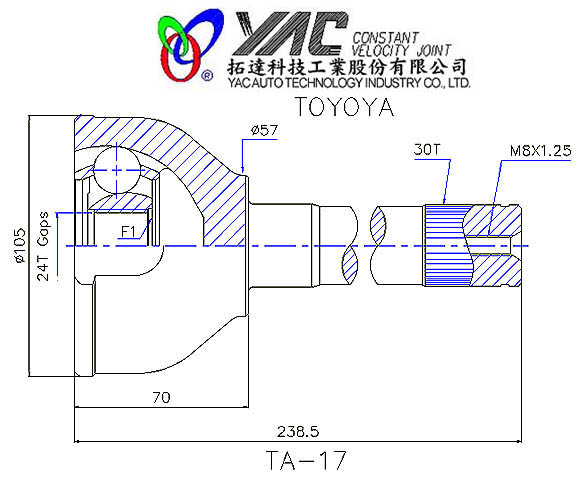 YAC CONSTANT
VELOCITY JOINT
®
拓達科技工業股份有限公司
YAC AUTO TECHNOLOGY INDUSTRY CO., LTD.
TOYOYA
ø57
30T
M8X1.25
F1
24T Gaps
ø105
70
238.5
TA-17